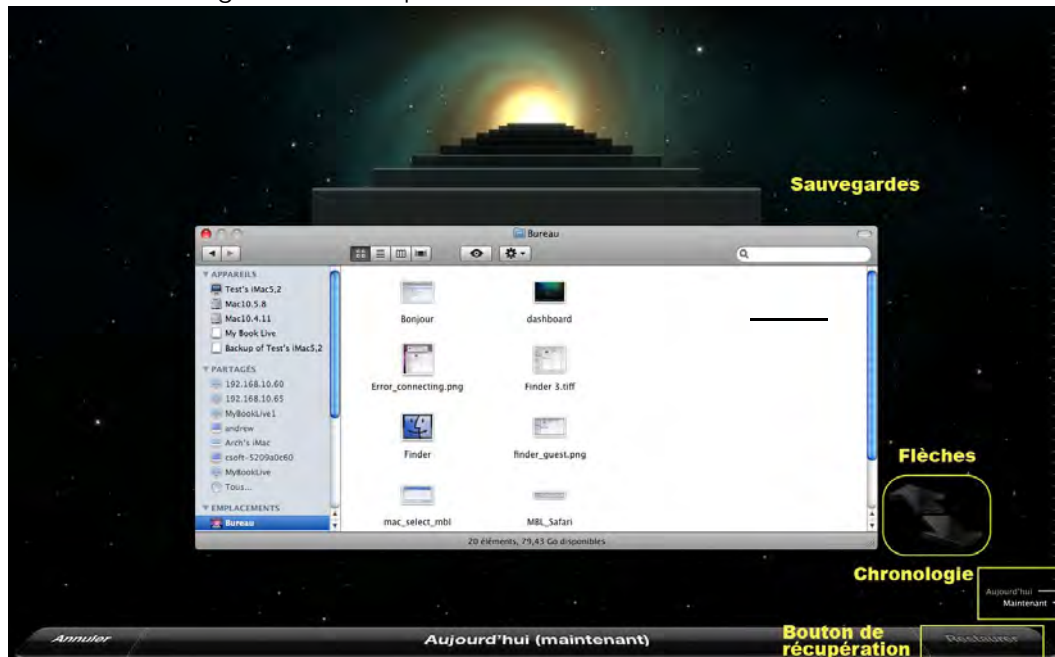 Sauvegardes
Bureau
APPAREILS
Test's iMac5,2
Mac10.5.8
Mac10.4.11
My Book Live
Backup of Test's iMac5,2
PARTAGÉS
192.168.10.60
192.168.10.65
MyBookLive1
andrew
Arch's iMac
csoft-5209a0c60
MyBookLive
Tous...
EMPLACEMENTS
Bureau
Bonjour
dashboard
Error_connecting.png
Finder 3.tiff
Finder
finder_guest.png
mac_select_mbl
MBL_Safari
20 éléments, 79,43 Go disponibles
Flèches
Chronologie
Aujourd'hui
Maintenant
Annuler
Aujourd'hui (maintenant)
Bouton de
récupération
Restaurer